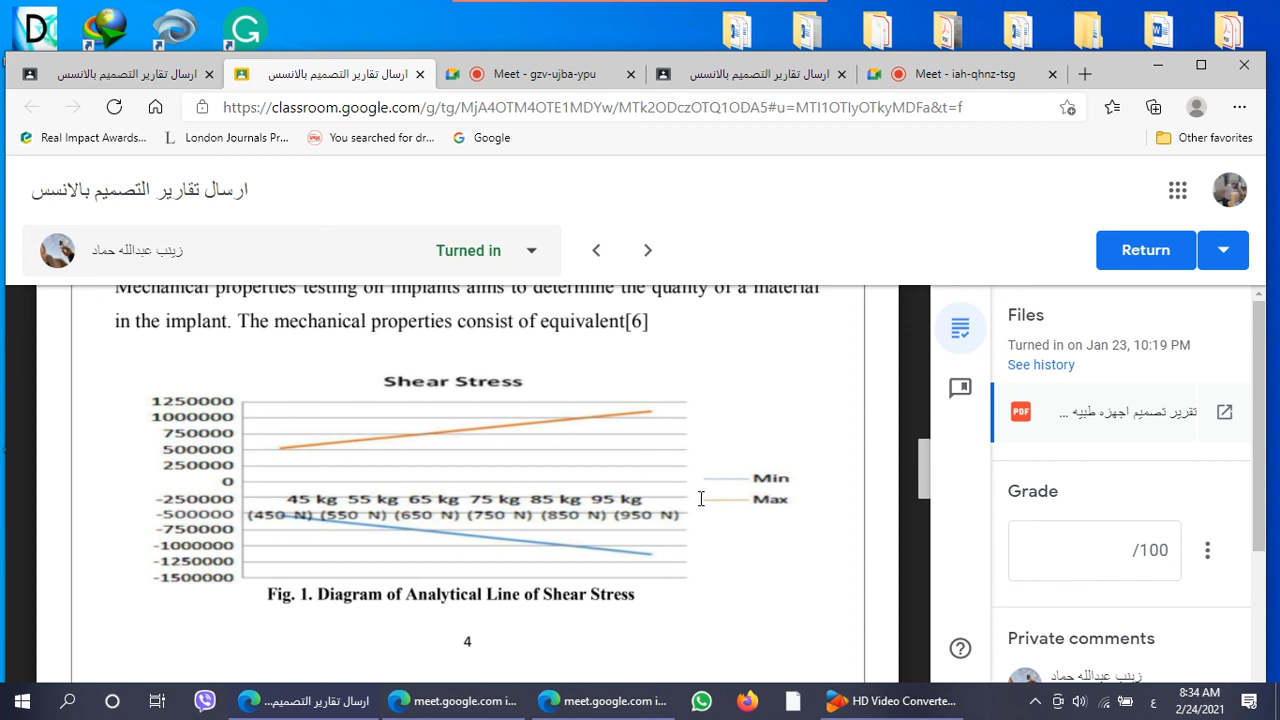 ارسال تقارير التصميم بالانسس
ارسال تقارير التصميم بالانسس
Meet - gzv-ujba-ypu
ارسال تقارير التصميم بالانسس
Meet - iah-qhnz-tsg
https://classroom.google.com/g/tg/MjA4OTM4OTE1MDYw/MTk2ODczOTQ1ODA5#u=MTI1OTIyOTkyMDFa&t=f
Real Impact Awards...
London Journals Pr...
You searched for dr...
Google
Other favorites
ارسال تقارير التصميم بالانسس
زينب عبدالله حماد
Turned in
Return
Mechanical properties testing on implants aims to determine the quality of a material
in the implant. The mechanical properties consist of equivalent[6]
Shear Stress
1250000
1000000
750000
500000
250000
0
-250000
-500000
-750000
-1000000
-1250000
-1500000
45 kg 55 kg 65 kg 75 kg 85 kg 95 kg
(450 N) (550 N) (650 N) (750 N) (850 N) (950 N)
Min
Max
Fig. 1. Diagram of Analytical Line of Shear Stress
4
Files
Turned in on Jan 23, 10:19 PM
See history
PDF
تقرير تصميم اجهزه طبيه ...
Grade
/100
Private comments
زينب عبدالله حماد
ارسال تقارير التصميم...
meet.google.com i...
meet.google.com i...
HD Video Converte...
ع
8:34 AM
2/24/2021